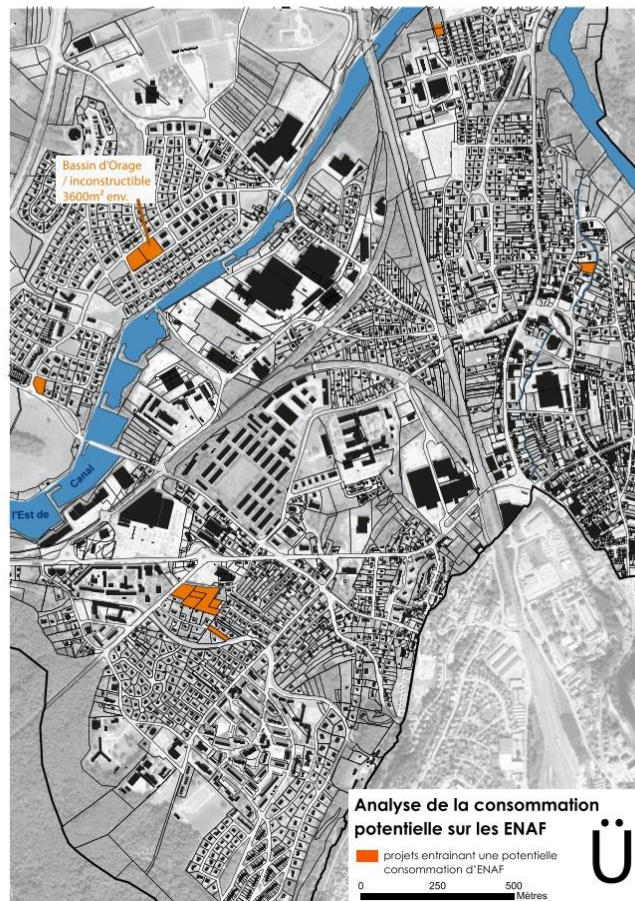 Bassin d'Orage
/ inconstructible
3600m² env.
Canal
l'Est de
Analyse de la consommation
potentielle sur les ENAF
projets entrainant une potentielle
consommation d'ENAF
0 250 500
Mètres
Ü